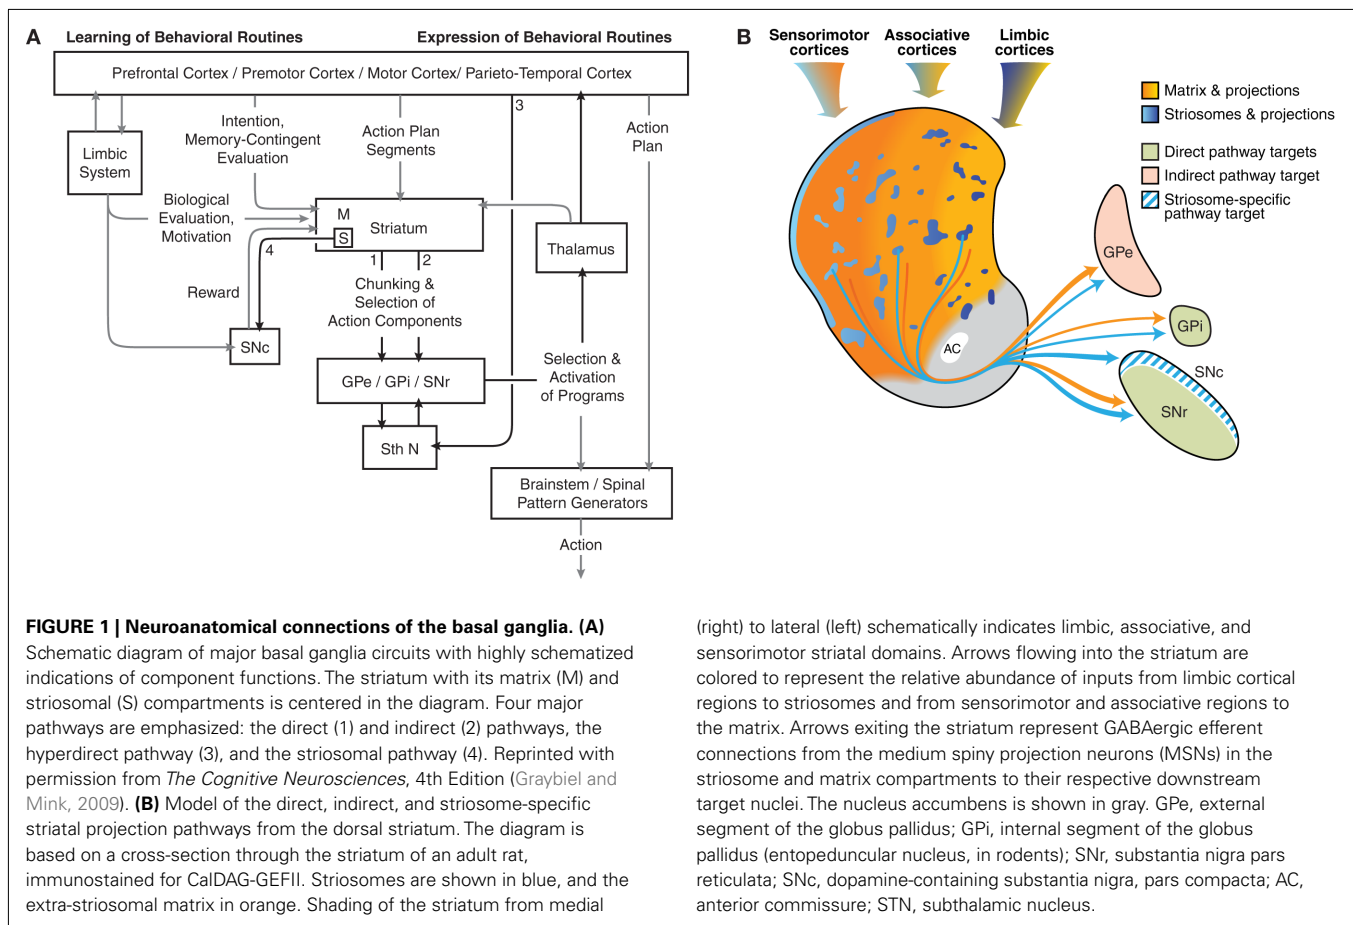 A
Learning of Behavioral Routines
Expression of Behavioral Routines
Prefrontal Cortex / Premotor Cortex / Motor Cortex/ Parieto-Temporal Cortex
3
Limbic
System
Intention,
Memory-Contingent
Evaluation
Action Plan
Segments
Action
Plan
Biological
Evaluation,
Motivation
M
S
Striatum
Thalamus
4
1
2
Reward
Chunking &
Selection of
Action Components
SNc
GPe / GPi / SNr
Selection &
Activation
of Programs
Sth N
Brainstem / Spinal
Pattern Generators
Action
B
Sensorimotor
cortices
Associative
cortices
Limbic
cortices
Matrix & projections
Striosomes & projections
Direct pathway targets
Indirect pathway target
Striosome-specific
pathway target
GPe
GPi
AC
SNc
SNr
FIGURE 1 | Neuroanatomical connections of the basal ganglia. (A)
Schematic diagram of major basal ganglia circuits with highly schematized
indications of component functions. The striatum with its matrix (M) and
striosomal (S) compartments is centered in the diagram. Four major
pathways are emphasized: the direct (1) and indirect (2) pathways, the
hyperdirect pathway (3), and the striosomal pathway (4). Reprinted with
permission from The Cognitive Neurosciences, 4th Edition (Graybiel and
Mink, 2009). (B) Model of the direct, indirect, and striosome-specific
striatal projection pathways from the dorsal striatum. The diagram is
based on a cross-section through the striatum of an adult rat,
immunostained for CalDAG-GEFII. Striosomes are shown in blue, and the
extra-striosomal matrix in orange. Shading of the striatum from medial
(right) to lateral (left) schematically indicates limbic, associative, and
sensorimotor striatal domains. Arrows flowing into the striatum are
colored to represent the relative abundance of inputs from limbic cortical
regions to striosomes and from sensorimotor and associative regions to
the matrix. Arrows exiting the striatum represent GABAergic efferent
connections from the medium spiny projection neurons (MSNs) in the
striosome and matrix compartments to their respective downstream
target nuclei. The nucleus accumbens is shown in gray. GPe, external
segment of the globus pallidus; GPi, internal segment of the globus
pallidus (entopeduncular nucleus, in rodents); SNr, substantia nigra pars
reticulata; SNc, dopamine-containing substantia nigra, pars compacta; AC,
anterior commissure; STN, subthalamic nucleus.